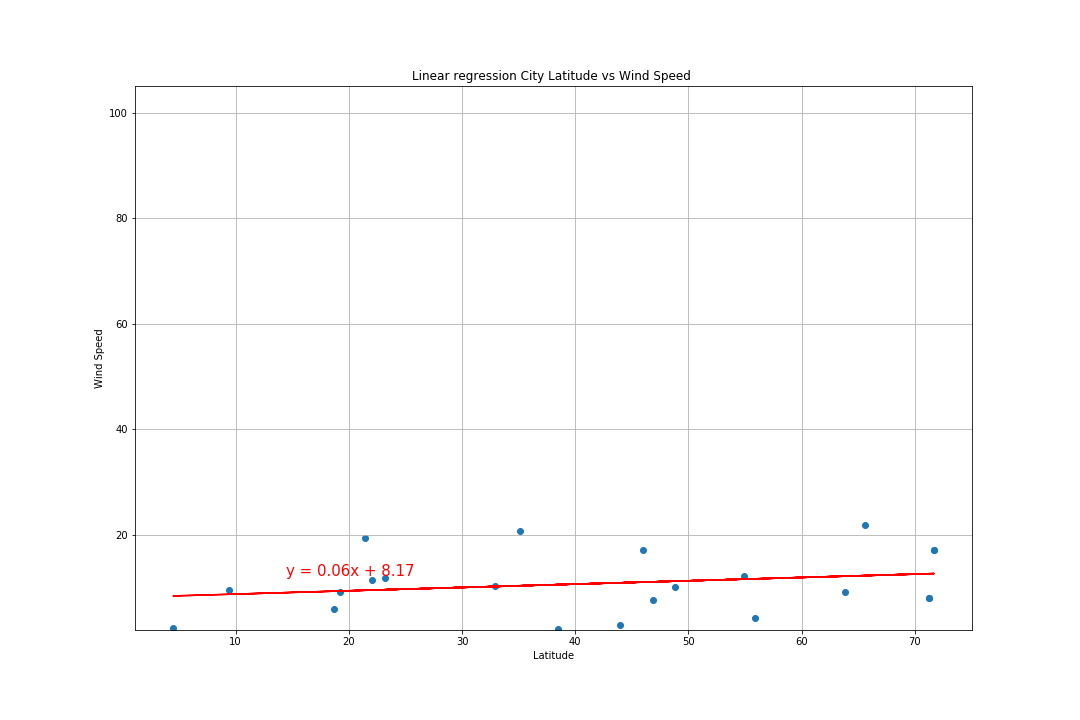 Linear regression City Latitude vs Wind Speed
100
80
60
40
20
Wind Speed
y = 0.06x + 8.17
10 20 30 40 50 60 70
Latitude